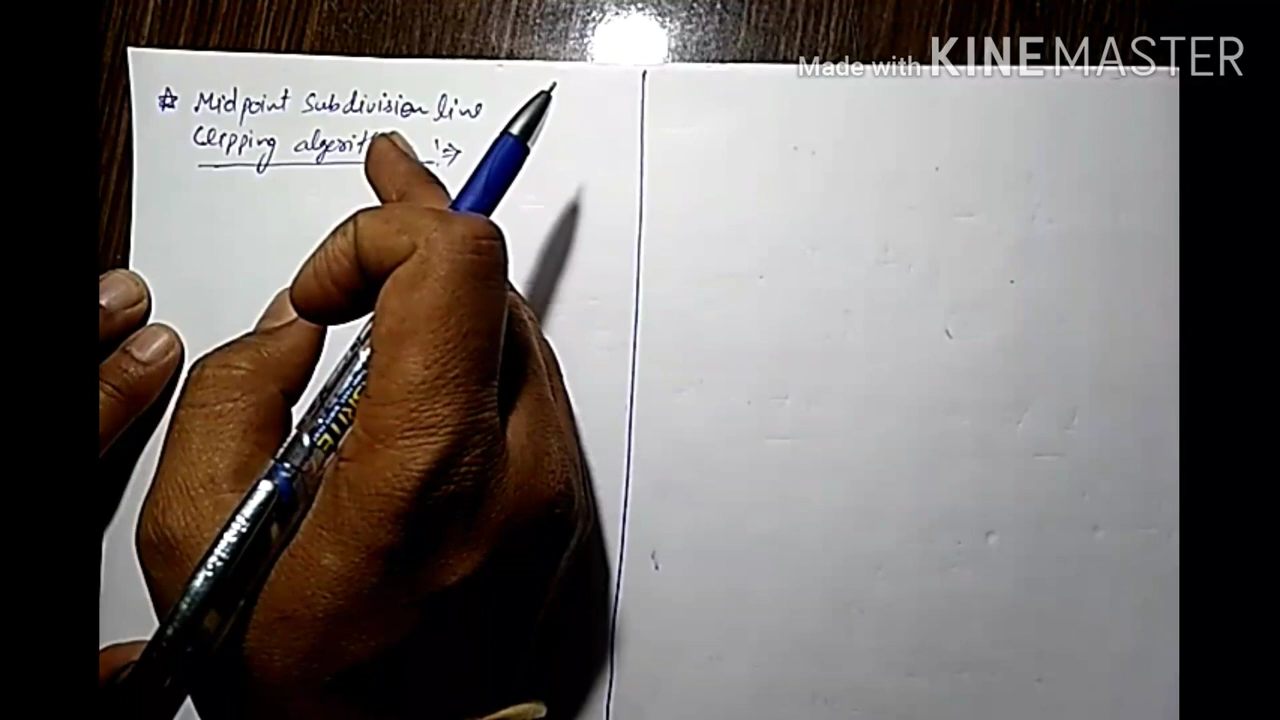 ☆ Midpoint Subdivision line
Clipping :⇒
Made with KINEMASTER